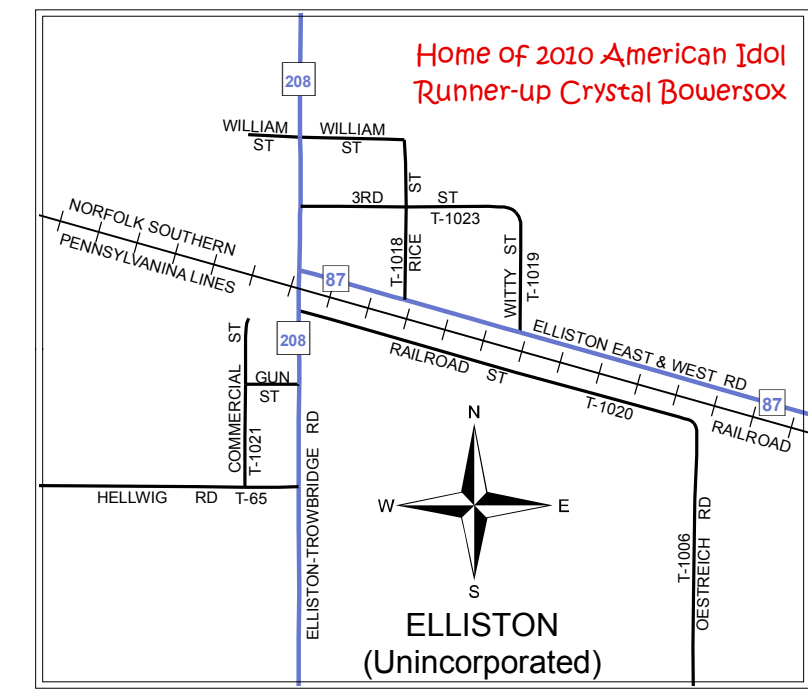 Home of 2010 American Idol
Runner-up Crystal Bowersox
208
WILLIAM
ST
WILLIAM
ST
3RD ST
T-1023
RICE ST
T-1018
WITTY ST
T-1019
NORFOLK SOUTHERN
PENNSYLVANINA LINES
87
ELLISTON EAST & WEST RD
87
RAILROAD
208
RAILROAD ST
T-1020
COMMERCIAL ST
T-1021
GUN
ST
HELLWIG RD T-65
ELLISTON-TROWBRIDGE RD
T-1006
OESTREICH RD
N
W
E
S
ELLISTON
(Unincorporated)